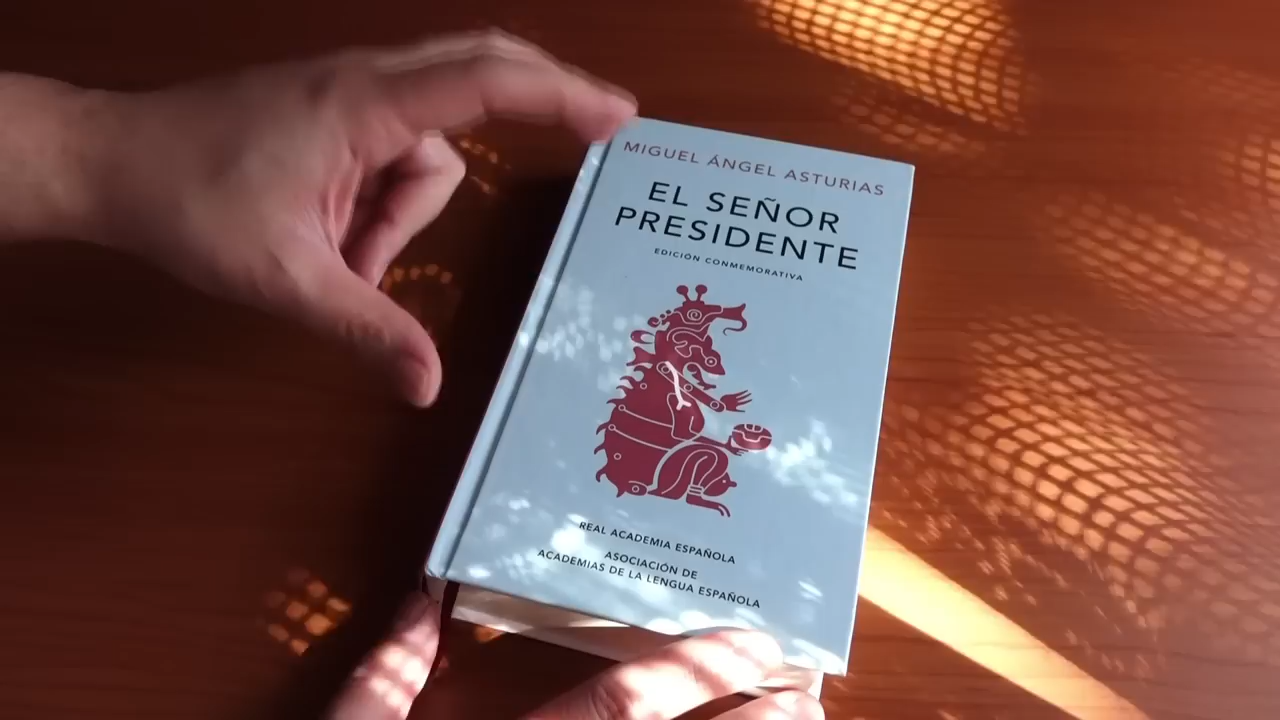 MIGUEL ÁNGEL ASTURIAS
EL SEÑOR
PRESIDENTE
EDICIÓN CONMEMORATIVA
REAL ACADEMIA ESPAÑOLA
ASOCIACIÓN DE
ACADEMIAS DE LA LENGUA ESPAÑOLA